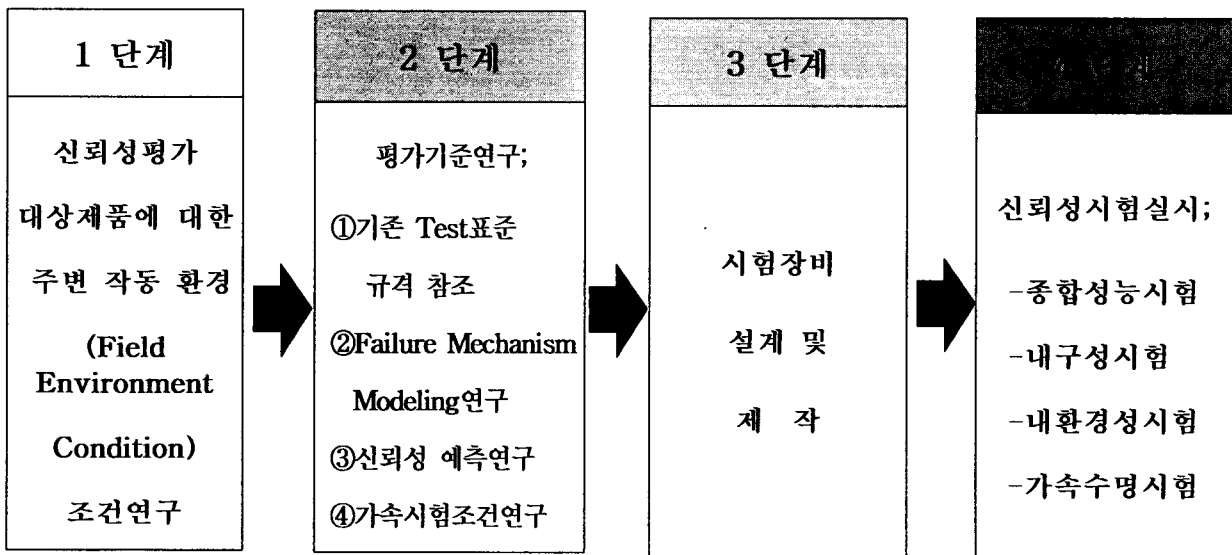 1 단계
신뢰성평가
대상제품에 대한
주변 작동 환경
(Field
Environment
Condition)
조건연구
2 단계
평가기준연구;
①기존 Test표준
규격 참조
②Failure Mechanism
Modeling연구
③신뢰성 예측연구
④가속시험조건연구
3 단계
시험장비
설계 및
제 작
신뢰성시험실시;
-종합성능시험
-내구성시험
-내환경성시험
-가속수명시험